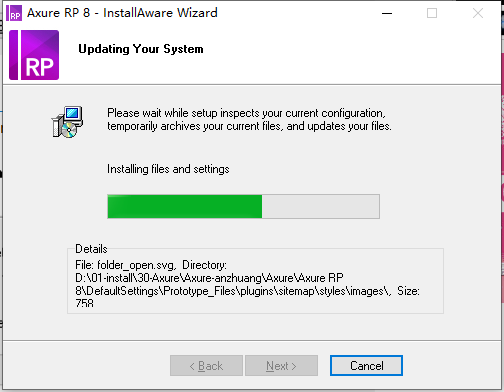 RP
Axure RP 8 - InstallAware Wizard
RP
Updating Your System
Please wait while setup inspects your current configuration,
temporarily archives your current files, and updates your files.
Installing files and settings
Details
File: folder_open.svg,  Directory:
D:\01-install\30-Axure\Axure-anzhuang\Axure\Axure RP
8\DefaultSettings\Prototype_Files\plugins\sitemap\styles\images\,  Size:
758
< Back
Next >
Cancel